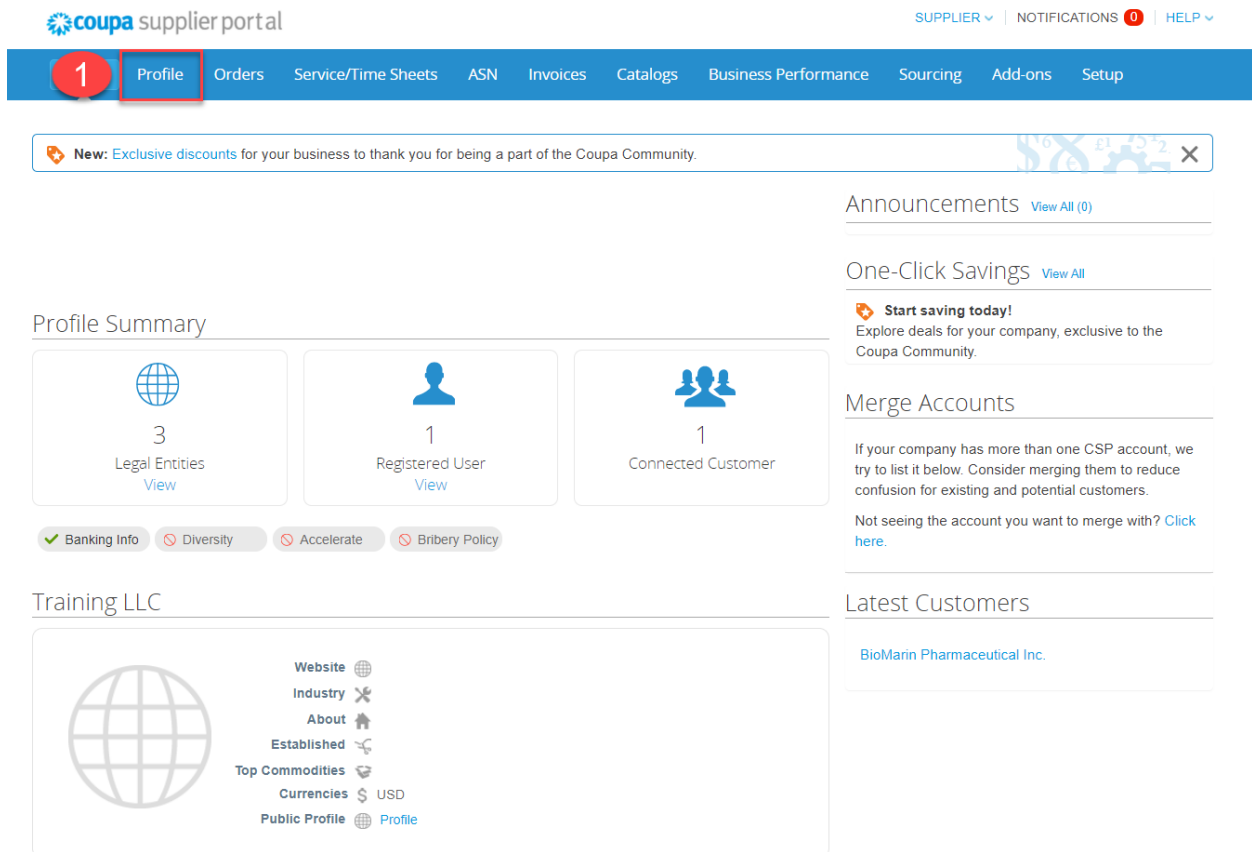 coupa supplier portal
SUPPLIER
NOTIFICATIONS 0
HELP
1
Profile
Orders
Service/Time Sheets
ASN
Invoices
Catalogs
Business Performance
Sourcing
Add-ons
Setup
New: Exclusive discounts for your business to thank you for being a part of the Coupa Community.
Announcements View All (0)
One-Click Savings View All
Start saving today!
Explore deals for your company, exclusive to the
Coupa Community.
Profile Summary
3
Legal Entities
View
1
Registered User
View
1
Connected Customer
Merge Accounts
If your company has more than one CSP account, we
try to list it below. Consider merging them to reduce
confusion for existing and potential customers.
Not seeing the account you want to merge with? Click
here.
Banking Info
Diversity
Accelerate
Bribery Policy
Training LLC
Website
Industry
About
Established
Top Commodities
Currencies $ USD
Public Profile Profile
Latest Customers
BioMarin Pharmaceutical Inc.